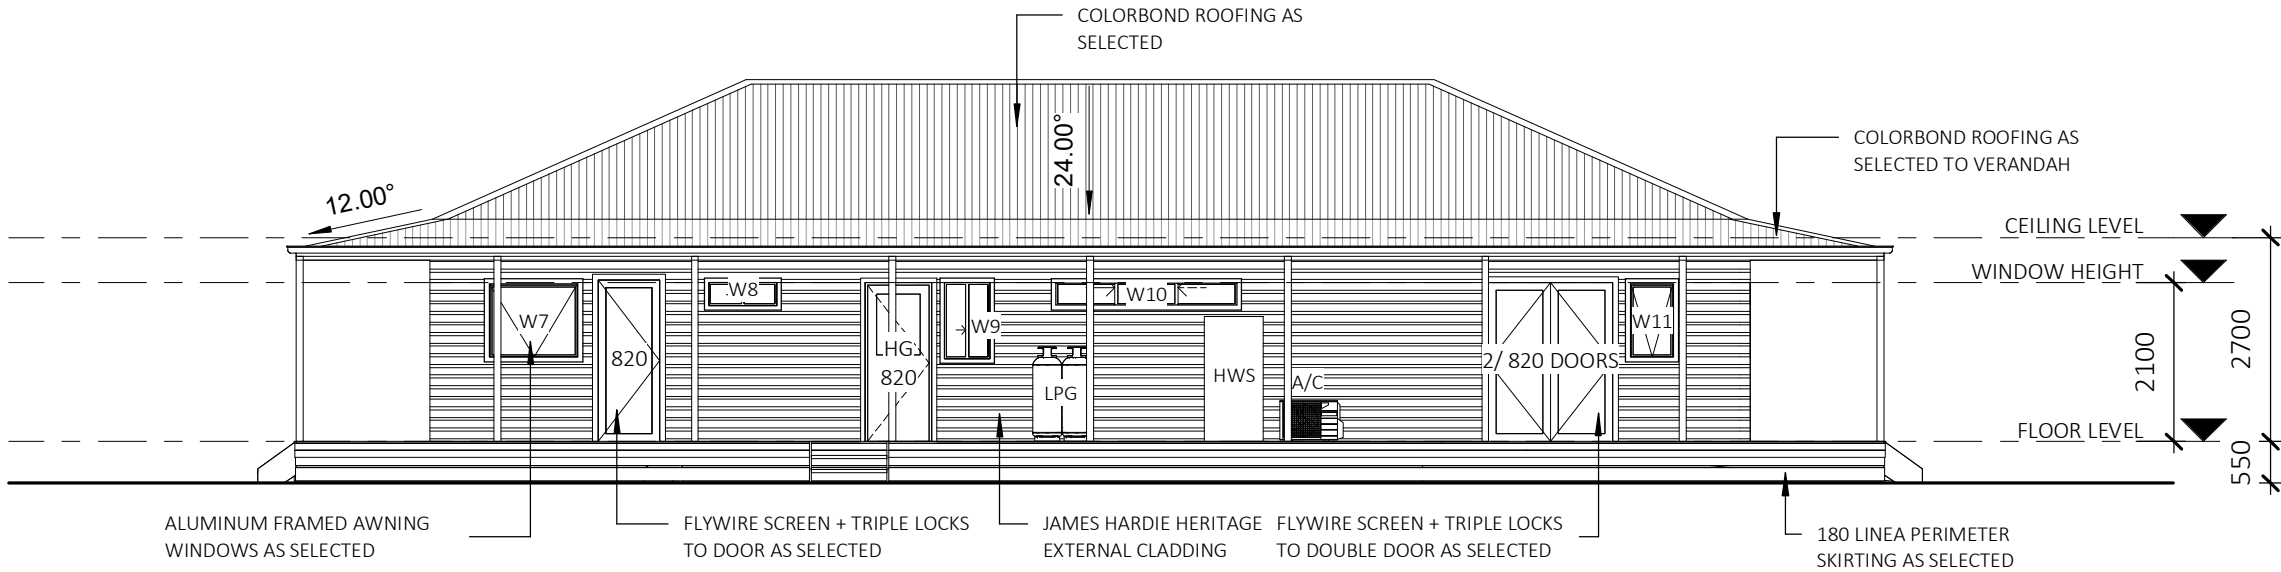 COLORBOND ROOFING AS
SELECTED
24.00°
12.00°
COLORBOND ROOFING AS
SELECTED TO VERANDAH
CEILING LEVEL
WINDOW HEIGHT
W7
820
W8
LHG
820
W9
W10
LPG
HWS
A/C
2/ 820 DOORS
W11
2100
2700
FLOOR LEVEL
550
ALUMINUM FRAMED AWNING
WINDOWS AS SELECTED
FLYWIRE SCREEN + TRIPLE LOCKS
TO DOOR AS SELECTED
JAMES HARDIE HERITAGE
EXTERNAL CLADDING
FLYWIRE SCREEN + TRIPLE LOCKS
TO DOUBLE DOOR AS SELECTED
180 LINEA PERIMETER
SKIRTING AS SELECTED